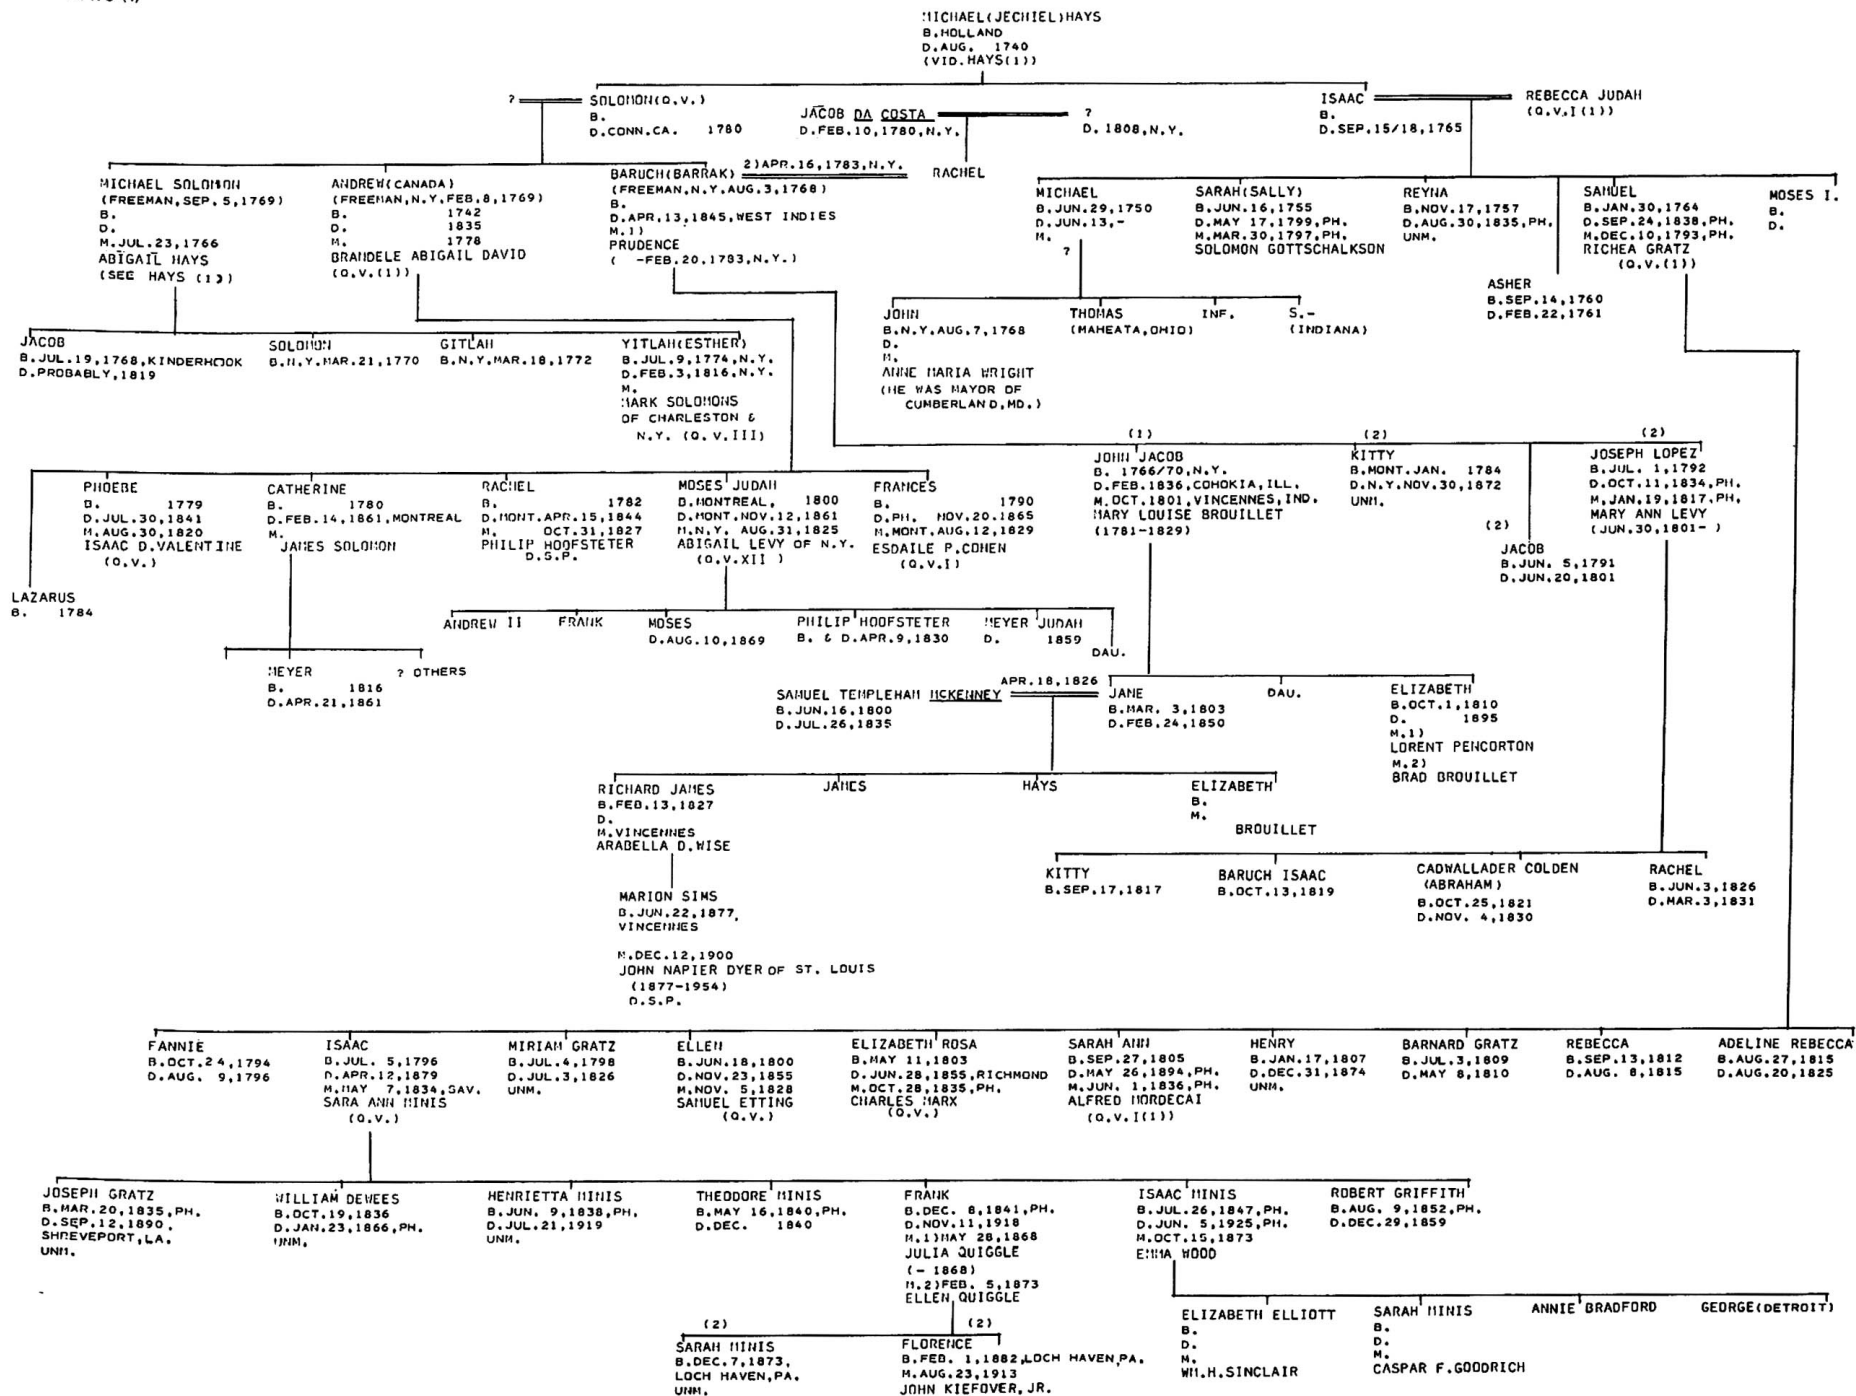 MICHAEL(JECHIEL)HAYS
B.HOLLAND
D.AUG. 1740
(VID.HAYS(1))
?
SOLOMON(Q.V.)
B.
D.CONN.CA. 1780
JACOB DA COSTA
D.FEB.10,1780,N.Y.
?
D. 1808,N.Y.
ISAAC
B.
D.SEP.15/18,1765
REBECCA JUDAH
(Q.V.I(1))
MICHAEL SOLOMON
(FREEMAN,SEP.5,1769)
B.
D.
M.JUL.23,1766
ABIGAIL HAYS
(SEE HAYS (1))
ANDREW(CANADA)
(FREEMAN,N.Y.FEB.8,1769)
B. 1742
D. 1835
M. 1778
BRANDELE ABIGAIL DAVID
(Q.V.(1))
BARUCH(BARRAK)
(FREEMAN,N.Y.AUG.3,1768)
B.
D.APR.13,1845,WEST INDIES
M.1)
PRUDENCE
( -FEB.20,1783,N.Y.)
2)APR.16,1783,N.Y.
RACHEL
MICHAEL
B.JUN.29,1750
D.JUN.13,-
M.
?
SARAH(SALLY)
B.JUN.16,1755
D.MAY 17,1799,PH.
M.MAR.30,1797,PH.
SOLOMON GOTTSCHALKSON
REYNA
B.NOV.17,1757
D.AUG.30,1835,PH.
UNM.
SAMUEL
B.JAN.30,1764
D.SEP.24,1838,PH.
M.DEC.10,1793,PH.
RICHEA GRATZ
(Q.V.(1))
MOSES I.
B.
D.
ASHER
B.SEP.14,1760
D.FEB.22,1761
JACOB
B.JUL.19,1768,KINDERHOOK
D.PROBABLY,1819
SOLOMON
B.N.Y.MAR.21,1770
GITLAH
B.N.Y.MAR.18,1772
YITLAH(ESTHER)
B.JUL.9,1774,N.Y.
D.FEB.3,1816,N.Y.
M.
MARK SOLOMONS
OF CHARLESTON &
N.Y. (Q.V.III)
JOHN
B.N.Y.AUG.7,1768
D.
M.
ANNE MARIA WRIGHT
(HE WAS MAYOR OF
CUMBERLAND,MD.)
THOMAS
(MAHEATA,OHIO)
INF.
S.-
(INDIANA)
PHOEBE
B. 1779
D.JUL.30,1841
M.AUG.30,1820
ISAAC D.VALENTINE
(Q.V.)
CATHERINE
B. 1780
D.FEB.14,1861,MONTREAL
M.
JAMES SOLOMON
RACHEL
B. 1782
D.MONT.APR.15,1844
M. OCT.31,1827
PHILIP HOOFSTETER
D.S.P.
MOSES JUDAH
B.MONTREAL, 1800
D.MONT.NOV.12,1861
M.N.Y. AUG.31,1825
ABIGAIL LEVY OF N.Y.
(Q.V.XII )
FRANCES
B. 1790
D.PH. NOV.20.1865
M.MONT.AUG.12,1829
ESDAILE P.COHEN
(Q.V.I)
(1)
JOHN JACOB
B. 1766/70,N.Y.
D.FEB.1836,COHOKIA,ILL.
M.OCT.1801,VINCENNES,IND.
MARY LOUISE BROUILLET
(1781-1829)
(2)
KITTY
B.MONT.JAN. 1784
D.N.Y.NOV.30,1872
UNM.
(2)
JOSEPH LOPEZ
B.JUL. 1,1792
D.OCT.11,1834,PH.
M.JAN.19,1817,PH.
MARY ANN LEVY
(JUN.30,1801- )
(2)
JACOB
B.JUN. 5,1791
D.JUN.20,1801
LAZARUS
B. 1784
ANDREW II
FRANK
MOSES
D.AUG.10,1869
PHILIP HOOFSTETER
B. & D.APR.9,1830
MEYER JUDAH
D. 1859
DAU.
MEYER
B. 1816
D.APR.21,1861
? OTHERS
SAMUEL TEMPLEHAM MCKENNEY
B.JUN.16,1800
D.JUL.26,1835
APR.18,1826
JANE
B.MAR. 3,1803
D.FEB.24,1850
DAU.
ELIZABETH
B.OCT.1,1810
D. 1895
M.1)
LORENT PENCORTON
M.2)
BRAD BROUILLET
RICHARD JAMES
B.FEB.13,1827
D.
M.VINCENNES
ARABELLA D.WISE
JAMES
HAYS
ELIZABETH
B.
M.
BROUILLET
MARION SIMS
B.JUN.22,1877,
VINCENNES
M.DEC.12,1900
JOHN NAPIER DYER OF ST. LOUIS
(1877-1954)
D.S.P.
KITTY
B.SEP.17,1817
BARUCH ISAAC
B.OCT.13,1819
CADWALLADER COLDEN
(ABRAHAM)
B.OCT.25,1821
D.NOV. 4,1830
RACHEL
B.JUN.3,1826
D.MAR.3,1831
FANNIE
B.OCT.24,1794
D.AUG. 9,1796
ISAAC
B.JUL. 5,1796
D.APR.12,1879
M.MAY 7,1834,SAV.
SARA ANN MINIS
(Q.V.)
MIRIAM GRATZ
B.JUL.4,1798
D.JUL.3,1826
UNM.
ELLEN
B.JUN.18,1800
D.NOV.23,1855
M.NOV. 5,1828
SAMUEL ETTING
(Q.V.)
ELIZABETH ROSA
B.MAY 11,1803
D.JUN.28,1855,RICHMOND
M.OCT.28,1835,PH.
CHARLES MARX
(Q.V.)
SARAH ANN
B.SEP.27,1805
D.MAY 26,1894,PH.
M.JUN. 1,1836,PH.
ALFRED MORDECAI
(Q.V.I(1))
HENRY
B.JAN.17,1807
D.DEC.31,1874
UNM.
BARNARD GRATZ
B.JUL.3,1809
D.MAY 8,1810
REBECCA
B.SEP.13,1812
D.AUG. 8,1815
ADELINE REBECCA
B.AUG.27,1815
D.AUG.20,1825
JOSEPH GRATZ
B.MAR.20,1835,PH.
D.SEP.12,1890.
SHREVEPORT,LA.
UNM.
WILLIAM DEWEES
B.OCT.19,1836
D.JAN.23,1866,PH.
UNM.
HENRIETTA MINIS
B.JUN. 9,1838,PH.
D.JUL.21,1919
UNM.
THEODORE MINIS
B.MAY 16,1840,PH.
D.DEC. 1840
FRANK
B.DEC. 8,1841,PH.
D.NOV.11,1918
M.1)MAY 28,1868
JULIA QUIGGLE
(- 1868)
M.2)FEB. 5,1873
ELLEN QUIGGLE
ISAAC MINIS
B.JUL.26,1847,PH.
D.JUN. 5,1925,PH.
M.OCT.15,1873
EMMA WOOD
ROBERT GRIFFITH
B.AUG. 9,1852,PH.
D.DEC.29,1859
(2)
SARAH MINIS
B.DEC.7,1873,
LOCH HAVEN,PA.
UNM.
(2)
FLORENCE
B.FEB. 1,1882,LOCH HAVEN,PA.
M.AUG.23,1913
JOHN KIEFOVER,JR.
ELIZABETH ELLIOTT
B.
D.
M.
WM.H.SINCLAIR
SARAH MINIS
B.
D.
M.
CASPAR F.GOODRICH
ANNIE BRADFORD
GEORGE(DETROIT)